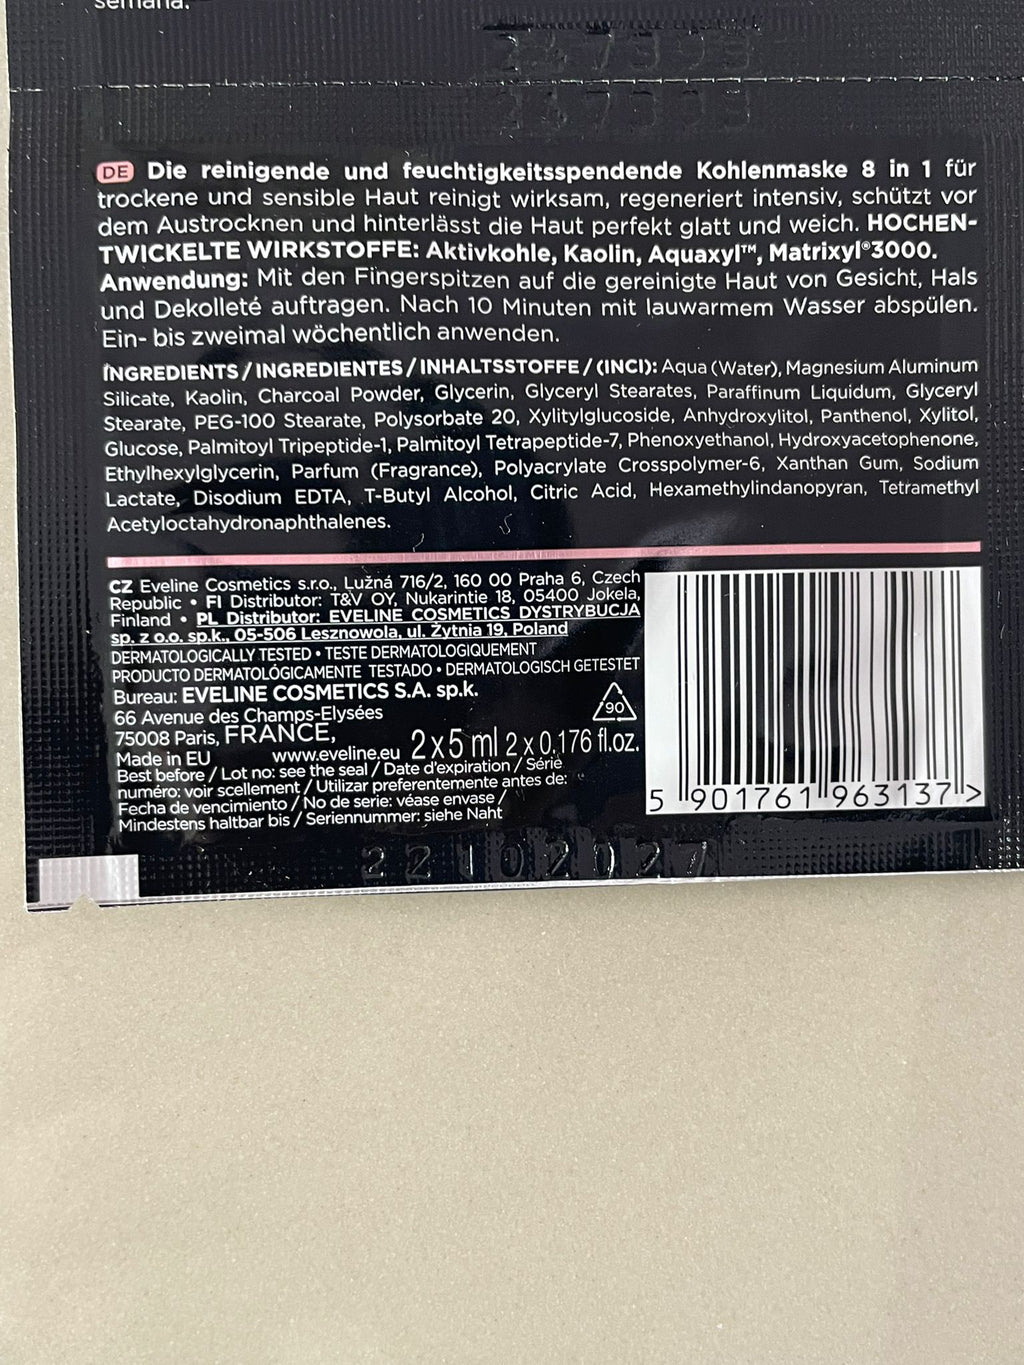 semana.
247393
247393
DE Die reinigende und feuchtigkeitsspendende Kohlenmaske 8 in 1 für
trockene und sensible Haut reinigt wirksam, regeneriert intensiv, schützt vor
dem Austrocknen und hinterlässt die Haut perfekt glatt und weich. HOCHEN-
TWICKELTE WIRKSTOFFE: Aktivkohle, Kaolin, Aquaxyl™, Matrixyl®3000.
Anwendung: Mit den Fingerspitzen auf die gereinigte Haut von Gesicht, Hals
und Dekolleté auftragen. Nach 10 Minuten mit lauwarmem Wasser abspülen.
Ein- bis zweimal wöchentlich anwenden.
INGREDIENTS / INGREDIENTES / INHALTSSTOFFE / (INCI): Aqua (Water), Magnesium Aluminum
Silicate, Kaolin, Charcoal Powder, Glycerin, Glyceryl Stearates, Paraffinum Liquidum, Glyceryl
Stearate, PEG-100 Stearate, Polysorbate 20, Xylitylglucoside, Anhydroxylitol, Panthenol, Xylitol,
Glucose, Palmitoyl Tripeptide-1, Palmitoyl Tetrapeptide-7, Phenoxyethanol, Hydroxyacetophenone,
Ethylhexylglycerin, Parfum (Fragrance), Polyacrylate Crosspolymer-6, Xanthan Gum, Sodium
Lactate, Disodium EDTA, T-Butyl Alcohol, Citric Acid, Hexamethylindanopyran, Tetramethyl
Acetyloctahydronaphthalenes.
CZ Eveline Cosmetics s.r.o., Lužná 716/2, 160 00 Praha 6, Czech
Republic • FI Distributor: T&V OY, Nukarintie 18, 05400 Jokela,
Finland • PL Distributor: EVELINE COSMETICS DYSTRYBUCJA
sp. z o.o. sp.k., 05-506 Lesznowola, ul. Żytnia 19, Poland
DERMATOLOGICALLY TESTED • TESTE DERMATOLOGIQUEMENT
PRODUCTO DERMATOLÓGICAMENTE TESTADO • DERMATOLOGISCH GETESTET
Bureau: EVELINE COSMETICS S.A. sp.k.
66 Avenue des Champs-Elysées
75008 Paris, FRANCE,
90
Made in EU www.eveline.eu 2 x 5 ml 2 x 0.176 fl.oz.
Best before / Lot no: see the seal / Date d'expiration / Série
numéro: voir scellement / Utilizar preferentemente antes de:
Fecha de vencimiento / No de serie: véase envase /
Mindestens haltbar bis / Seriennummer: siehe Naht
5 901761 963137 >
22102027